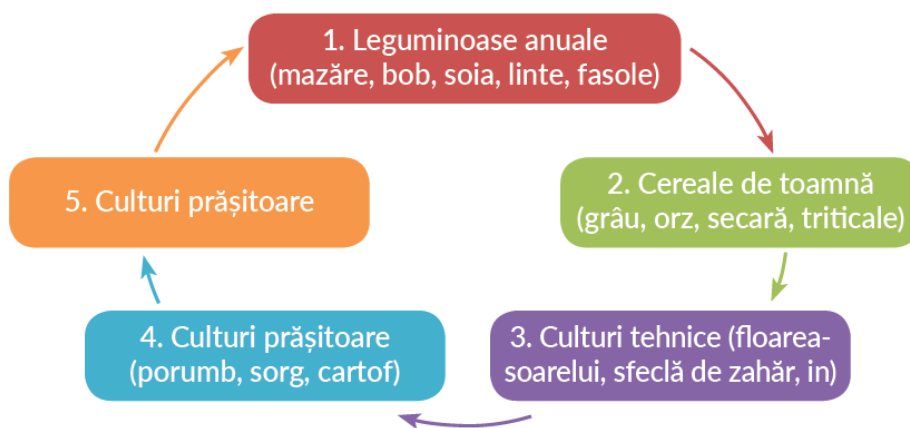 1. Leguminoase anuale
(mazăre, bob, soia, linte, fasole)
2. Cereale de toamnă
(grâu, orz, secară, triticale)
3. Culturi tehnice (floarea-
soarelui, sfeclă de zahăr, in)
4. Culturi prășitoare
(porumb, sorg, cartof)
5. Culturi prășitoare